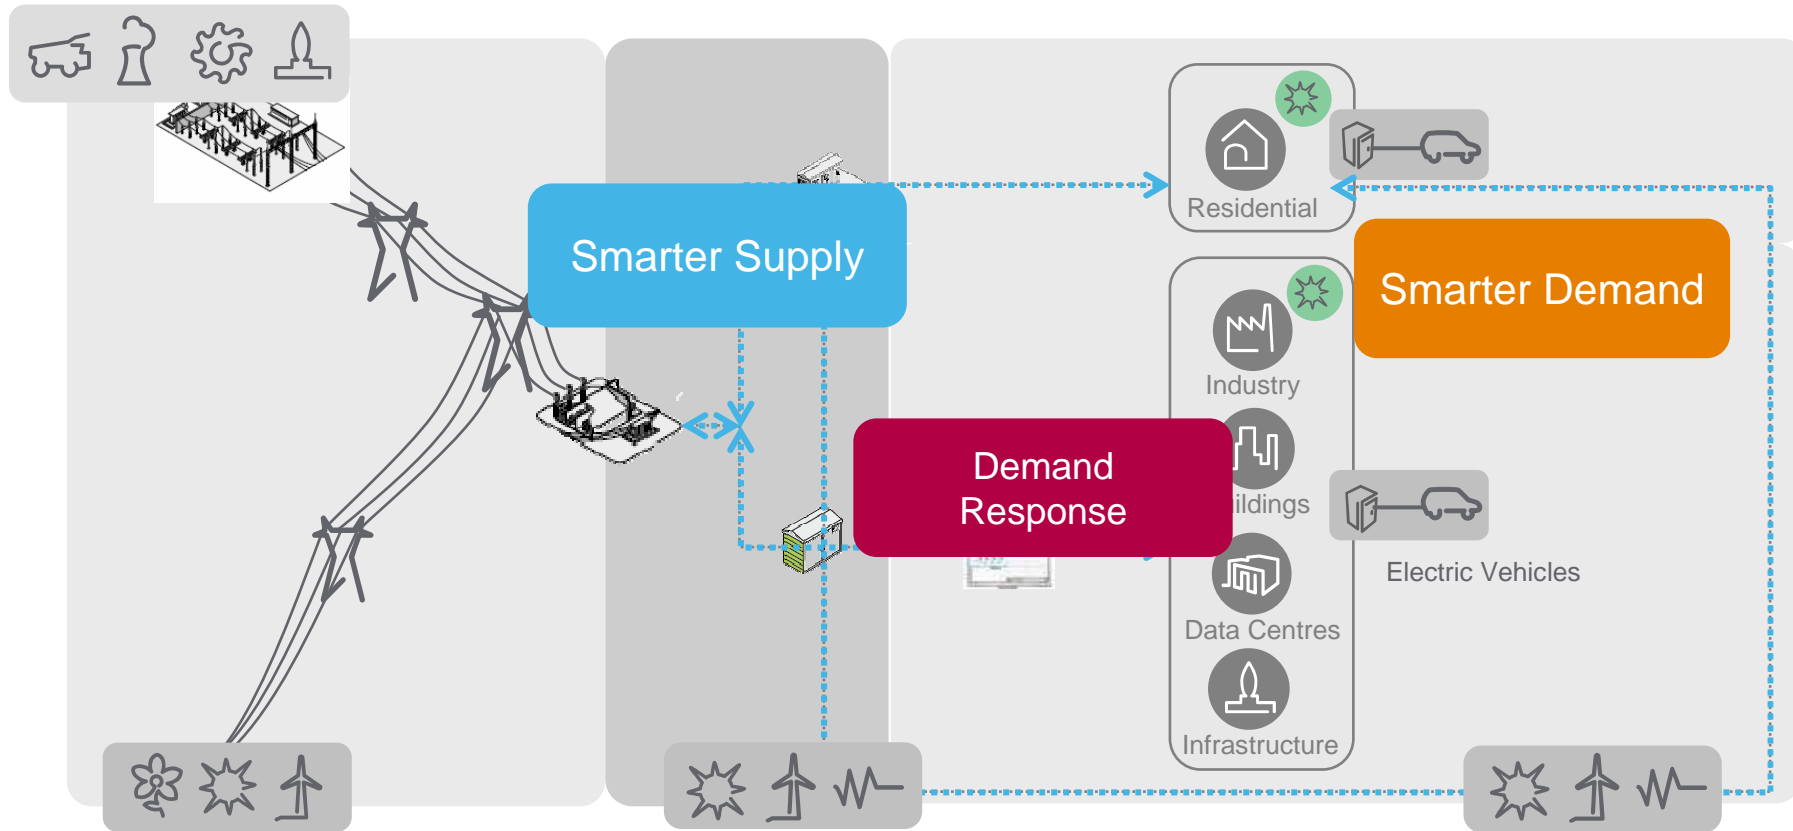 Residential
Smarter Supply
Smarter Demand
Industry
Demand
Response
ildings
Electric Vehicles
Data Centres
Infrastructure